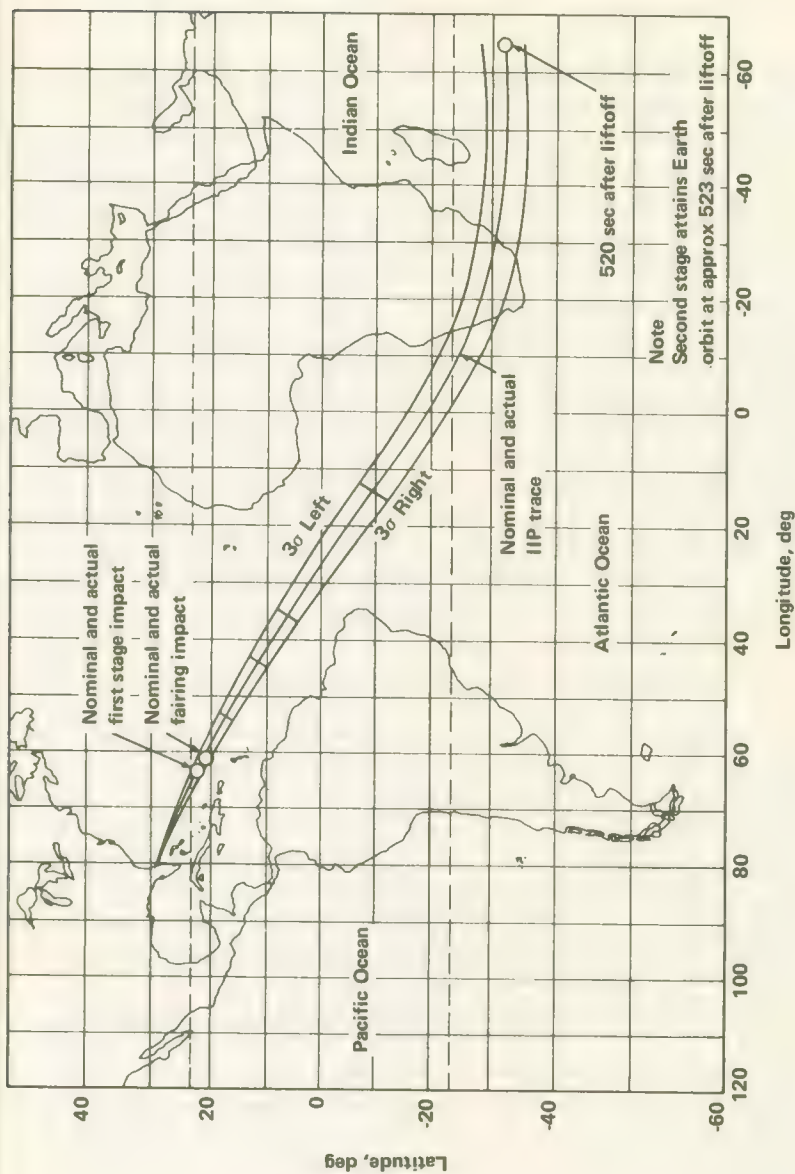 Nominal and actual
first stage impact
Nominal and actual
fairing impact
3σ Left
3σ Right
Indian Ocean
Pacific Ocean
Atlantic Ocean
Nominal and actual
IIP trace
520 sec after liftoff
Note
Second stage attains Earth
orbit at approx 523 sec after liftoff
Latitude, deg
40
20
0
-20
-40
-60
120
100
80
60
40
20
0
-20
-40
-60
Longitude, deg